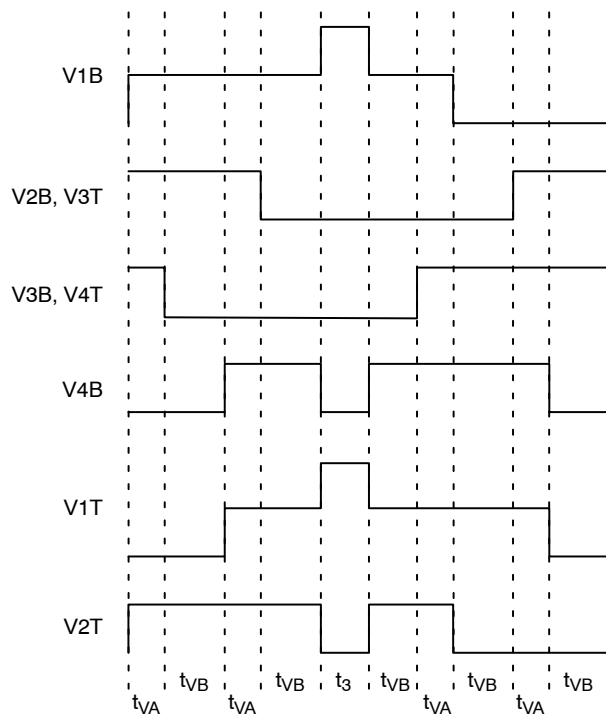 V1B
V2B, V3T
V3B, V4T
V4B
V1T
V2T
tVB tVB t3 tVB tVB tVB
tVA tVA tVA tVA